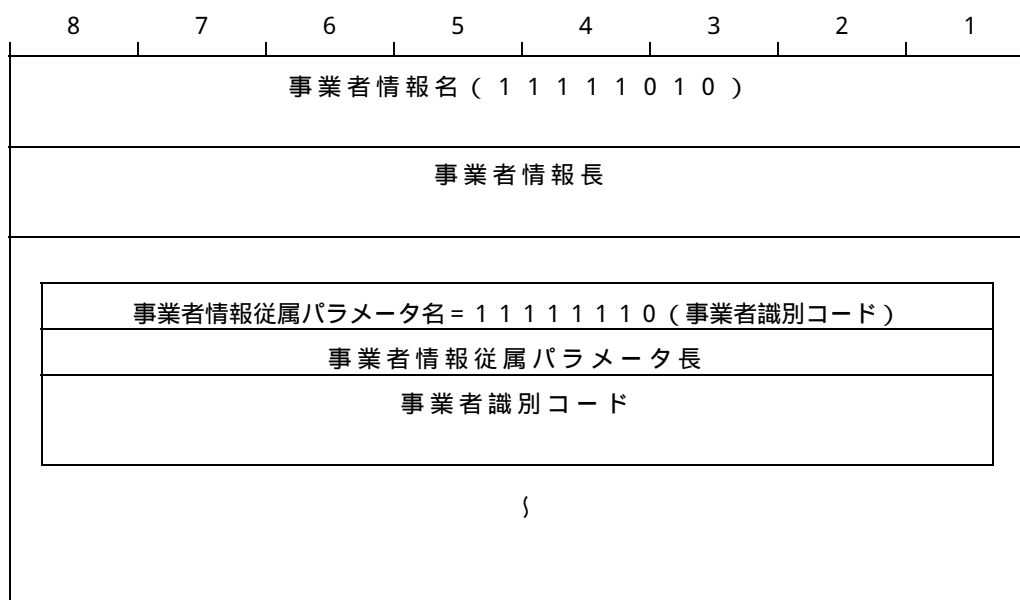 8 7 6 5 4 3 2 1
事業者情報名（１１１１１０１０）
事業者情報長
事業者情報従属パラメータ名=１１１１１１１０（事業者識別コード）
事業者情報従属パラメータ長
事業者識別コード
〜